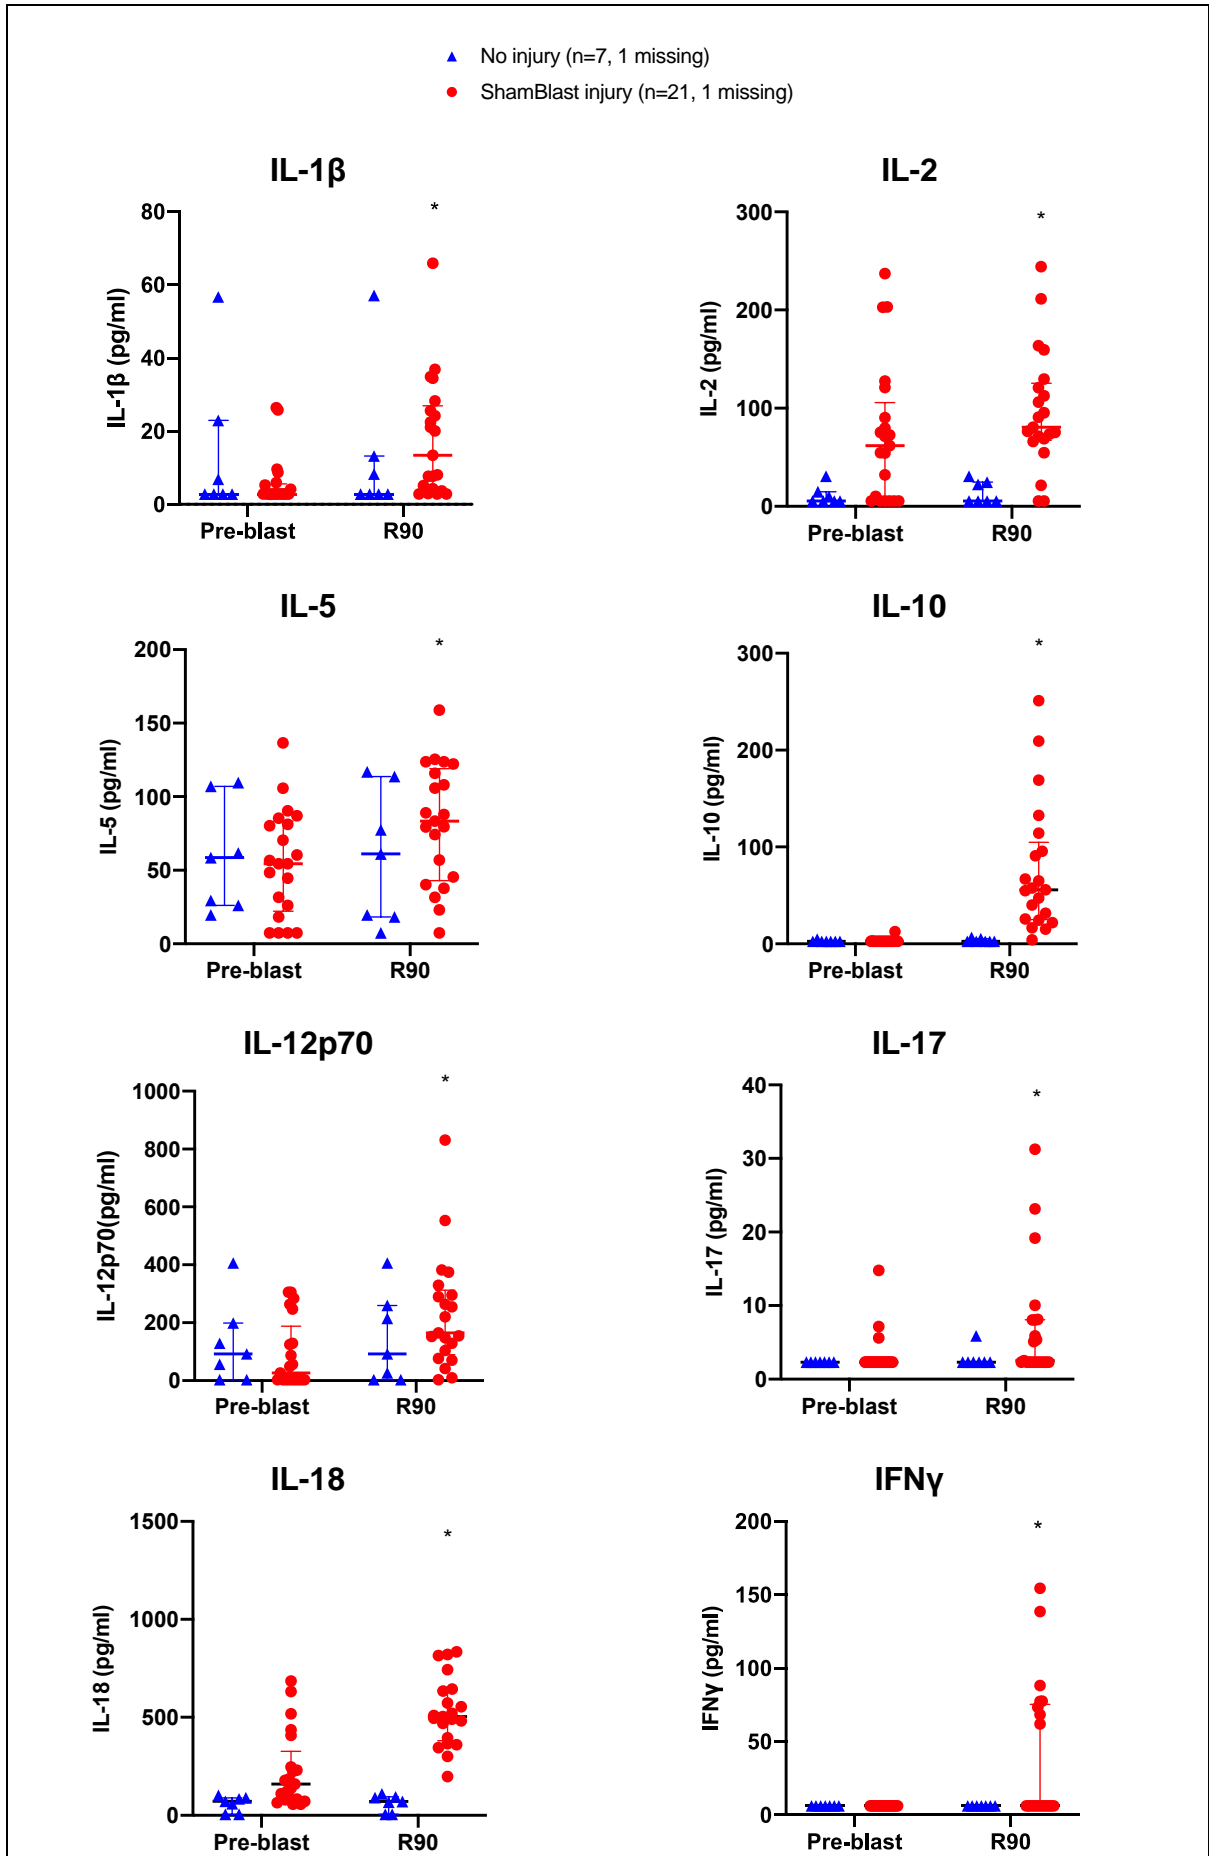 No injury (n=7, 1 missing)
ShamBlast injury (n=21, 1 missing)
IL-1β
*
80
60
40
20
0
IL-1β (pg/ml)
Pre-blast R90
IL-2
*
300
200
100
0
IL-2 (pg/ml)
Pre-blast R90
IL-5
*
200
150
100
50
0
IL-5 (pg/ml)
Pre-blast R90
IL-10
*
300
200
100
0
IL-10 (pg/ml)
Pre-blast R90
IL-12p70
*
1000
800
600
400
200
0
IL-12p70(pg/ml)
Pre-blast R90
IL-17
*
40
30
20
10
0
IL-17 (pg/ml)
Pre-blast R90
IL-18
*
1500
1000
500
0
IL-18 (pg/ml)
Pre-blast R90
IFNγ
*
200
150
100
50
0
IFNγ (pg/ml)
Pre-blast R90